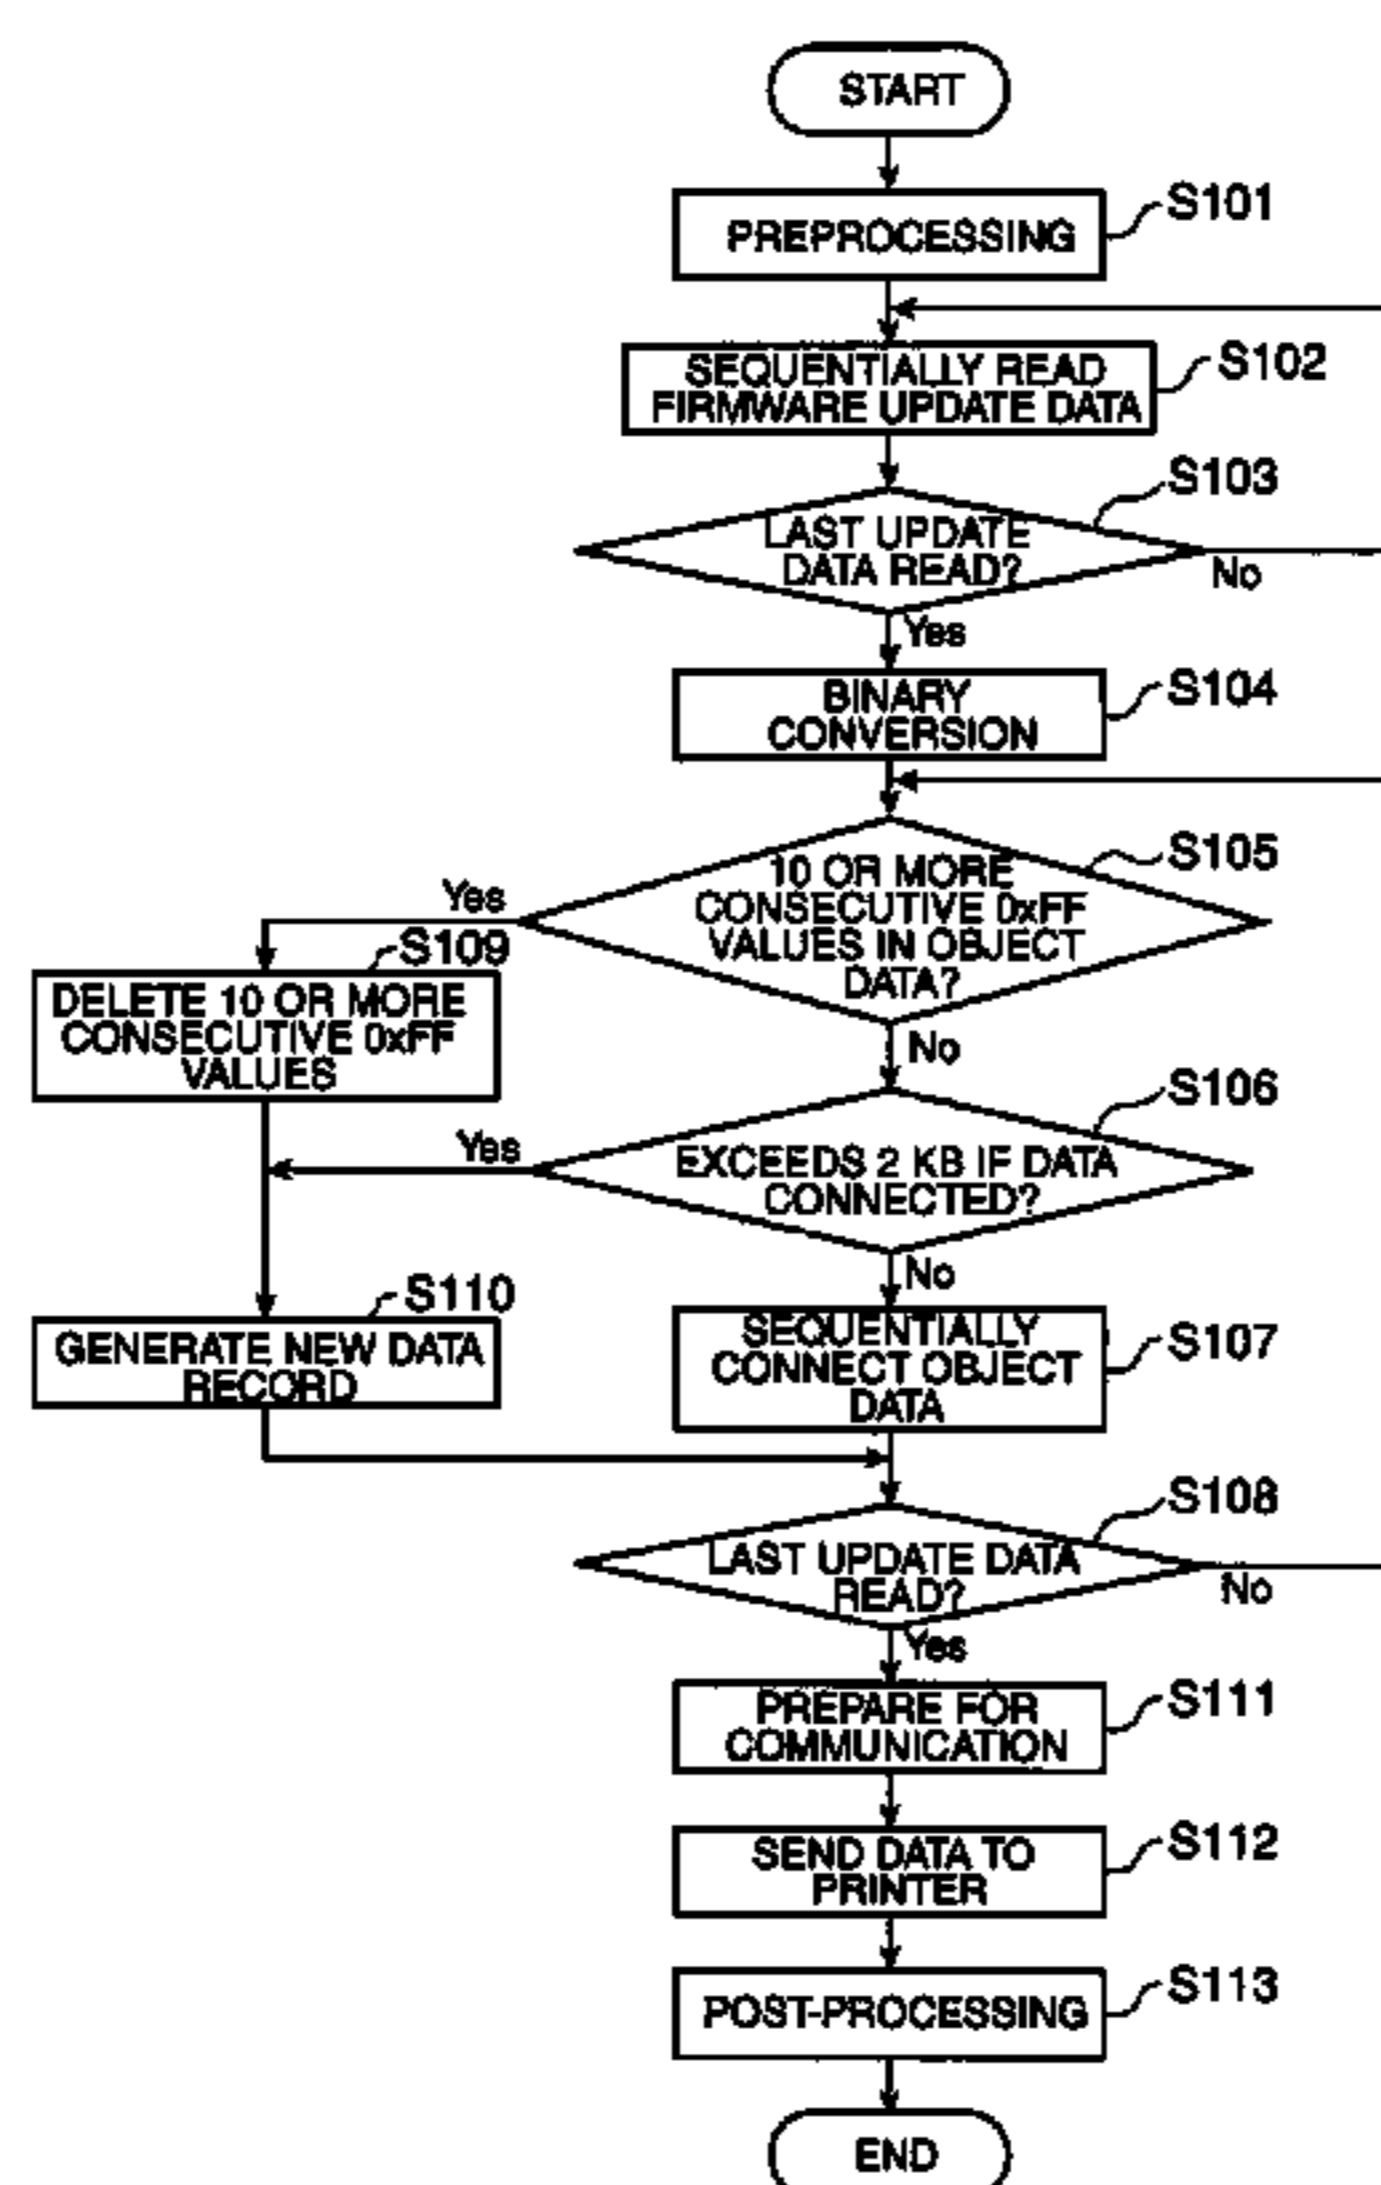 START
PREPROCESSING
S101
SEQUENTIALLY READ
FIRMWARE UPDATE DATA
S102
S103
LAST UPDATE
DATA READ?
No
Yes
BINARY
CONVERSION
S104
S105
10 OR MORE
CONSECUTIVE 0xFF
VALUES IN OBJECT
DATA?
Yes
S109
DELETE 10 OR MORE
CONSECUTIVE 0xFF
VALUES
No
S106
EXCEEDS 2 KB IF DATA
CONNECTED?
Yes
No
S110
GENERATE NEW DATA
RECORD
SEQUENTIALLY
CONNECT OBJECT
DATA
S107
S108
LAST UPDATE DATA
READ?
No
Yes
PREPARE FOR
COMMUNICATION
S111
SEND DATA TO
PRINTER
S112
POST-PROCESSING
S113
END